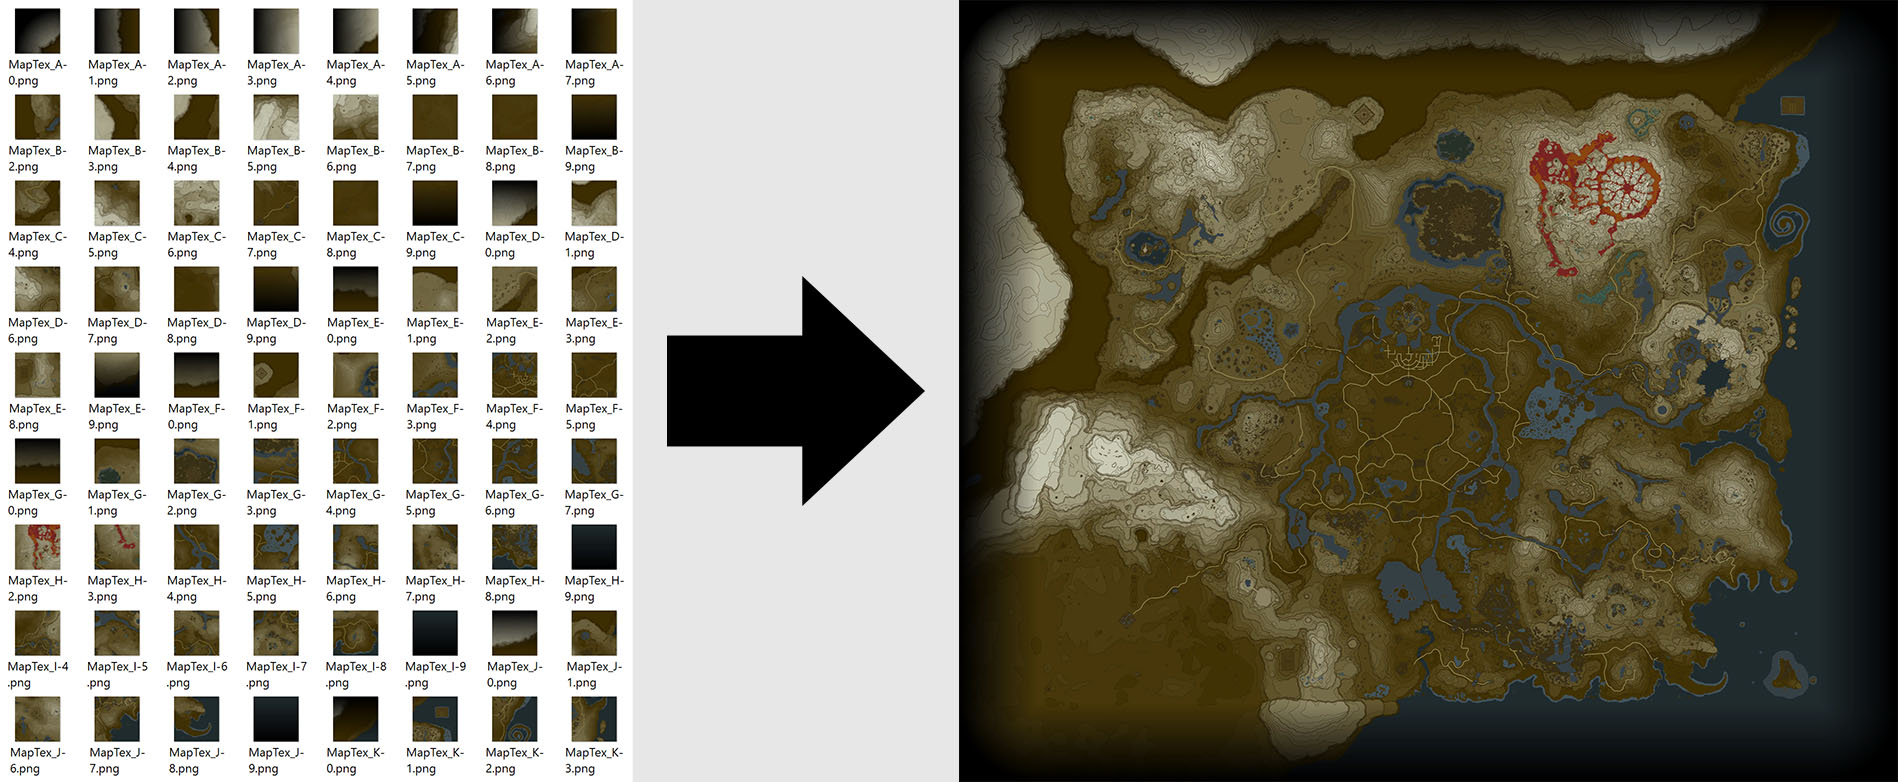 MapTex_A- MapTex_A- MapTex_A- MapTex_A- MapTex_A- MapTex_A- MapTex_A- MapTex_A-
0.png 1.png 2.png 3.png 4.png 5.png 6.png 7.png
MapTex_B- MapTex_B- MapTex_B- MapTex_B- MapTex_B- MapTex_B- MapTex_B- MapTex_B-
2.png 3.png 4.png 5.png 6.png 7.png 8.png 9.png
MapTex_C- MapTex_C- MapTex_C- MapTex_C- MapTex_C- MapTex_C- MapTex_D- MapTex_D-
4.png 5.png 6.png 7.png 8.png 9.png 0.png 1.png
MapTex_D- MapTex_D- MapTex_D- MapTex_D- MapTex_E- MapTex_E- MapTex_E- MapTex_E-
6.png 7.png 8.png 9.png 0.png 1.png 2.png 3.png
MapTex_E- MapTex_E- MapTex_F- MapTex_F- MapTex_F- MapTex_F- MapTex_F- MapTex_F-
8.png 9.png 0.png 1.png 2.png 3.png 4.png 5.png
MapTex_G- MapTex_G- MapTex_G- MapTex_G- MapTex_G- MapTex_G- MapTex_G- MapTex_G-
0.png 1.png 2.png 3.png 4.png 5.png 6.png 7.png
MapTex_H- MapTex_H- MapTex_H- MapTex_H- MapTex_H- MapTex_H- MapTex_H- MapTex_H-
2.png 3.png 4.png 5.png 6.png 7.png 8.png 9.png
MapTex_I-4 MapTex_I-5 MapTex_I-6 MapTex_I-7 MapTex_I-8 MapTex_I-9 MapTex_J- MapTex_J-
.png .png .png .png .png .png 0.png 1.png
MapTex_J- MapTex_J- MapTex_J- MapTex_J- MapTex_K- MapTex_K- MapTex_K- MapTex_K-
6.png 7.png 8.png 9.png 0.png 1.png 2.png 3.png